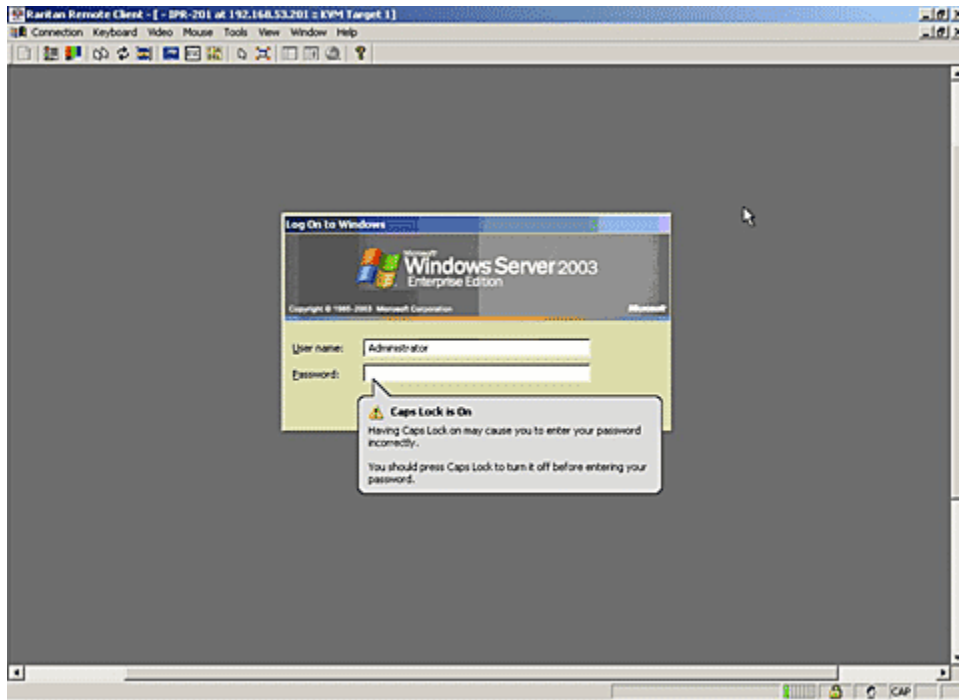 Raritan Remote Client - [ - IPR-201 at 192.168.53.201 :: KVM Target 1]
Connection Keyboard Video Mouse Tools View Window Help
Log On to Windows
Microsoft
Windows Server 2003
Enterprise Edition
Copyright © 1985-2003 Microsoft Corporation
Microsoft
User name:
Administrator
Password:
Caps Lock is On
Having Caps Lock on may cause you to enter your password
incorrectly.
You should press Caps Lock to turn it off before entering your
password.
CAP